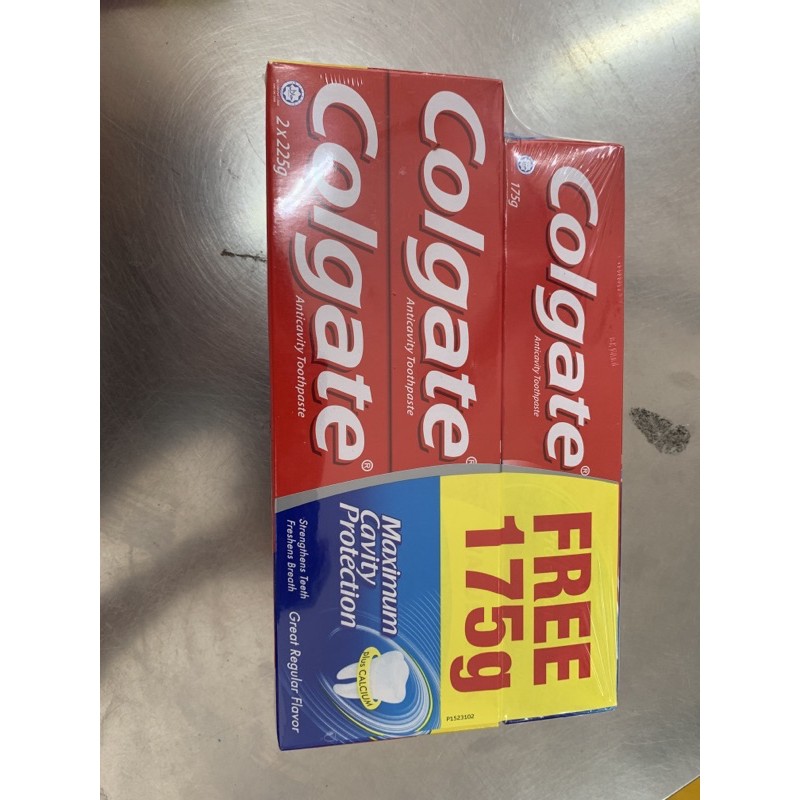 2 x 225g
Colgate®
Anticavity Toothpaste
Colgate®
Anticavity Toothpaste
175g
Colgate®
Anticavity Toothpaste
FREE
175g
Maximum
Cavity
Protection
plus CALCIUM
Strengthens Teeth
Freshens Breath
Great Regular Flavor
P1523102